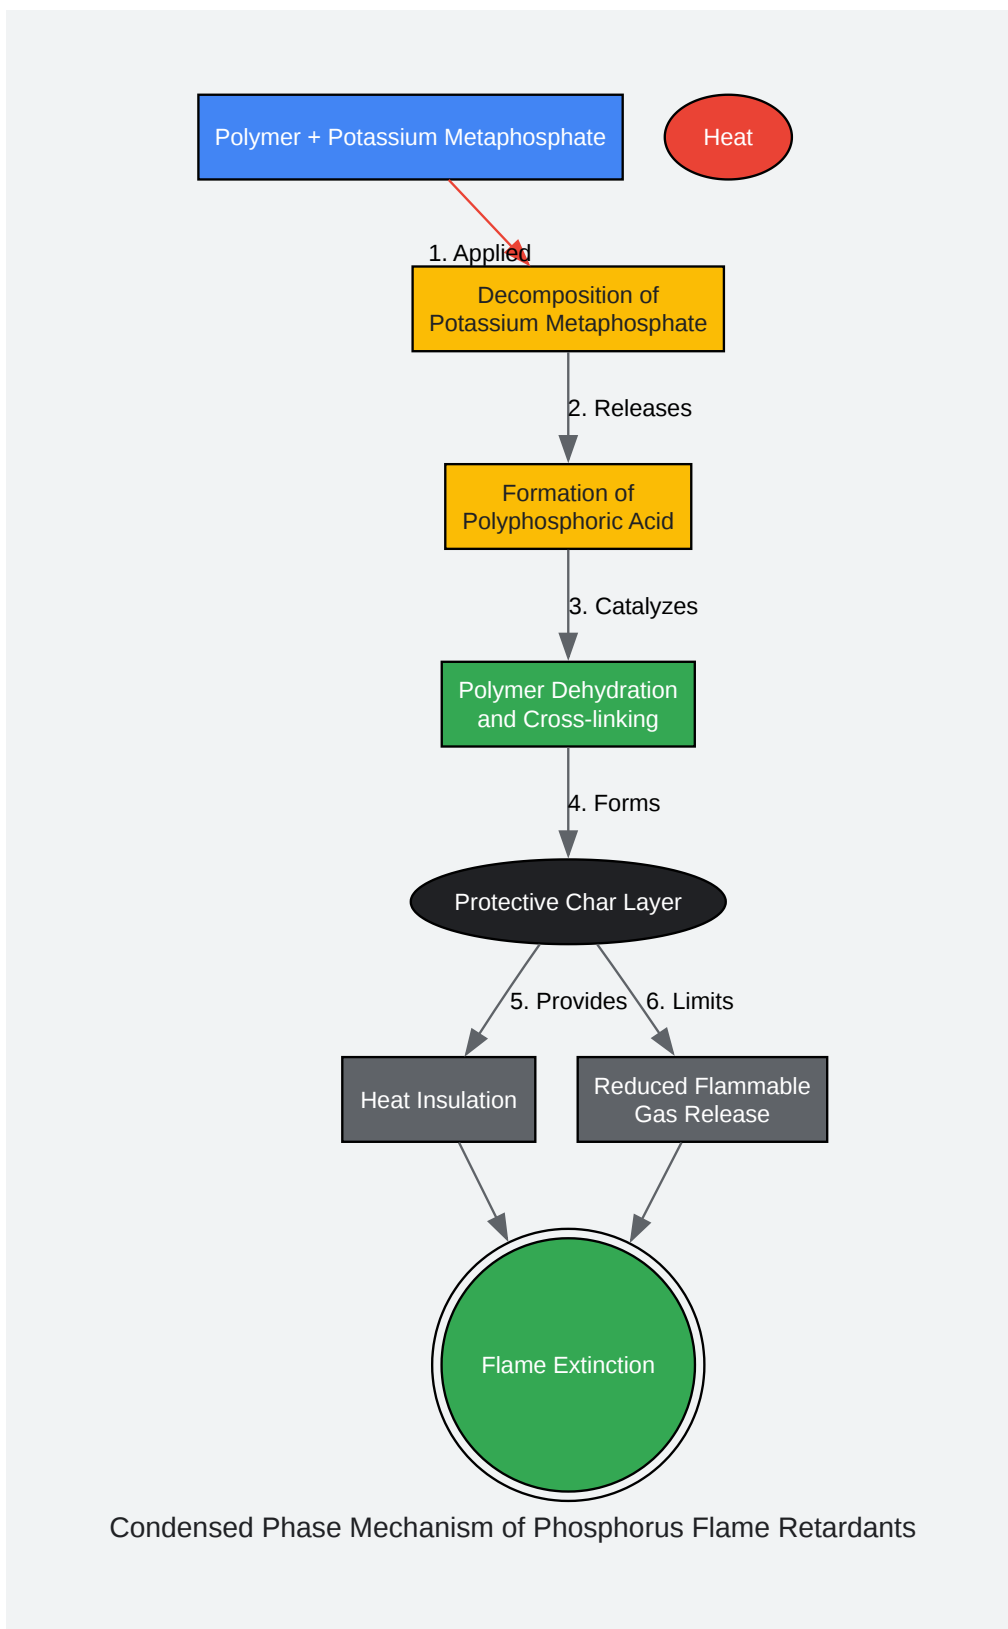 Polymer + Potassium Metaphosphate
Heat
1. Applied
Decomposition of
Potassium Metaphosphate
2. Releases
Formation of
Polyphosphoric Acid
3. Catalyzes
Polymer Dehydration
and Cross-linking
4. Forms
Protective Char Layer
5. Provides
6. Limits
Heat Insulation
Reduced Flammable
Gas Release
Flame Extinction
Condensed Phase Mechanism of Phosphorus Flame Retardants